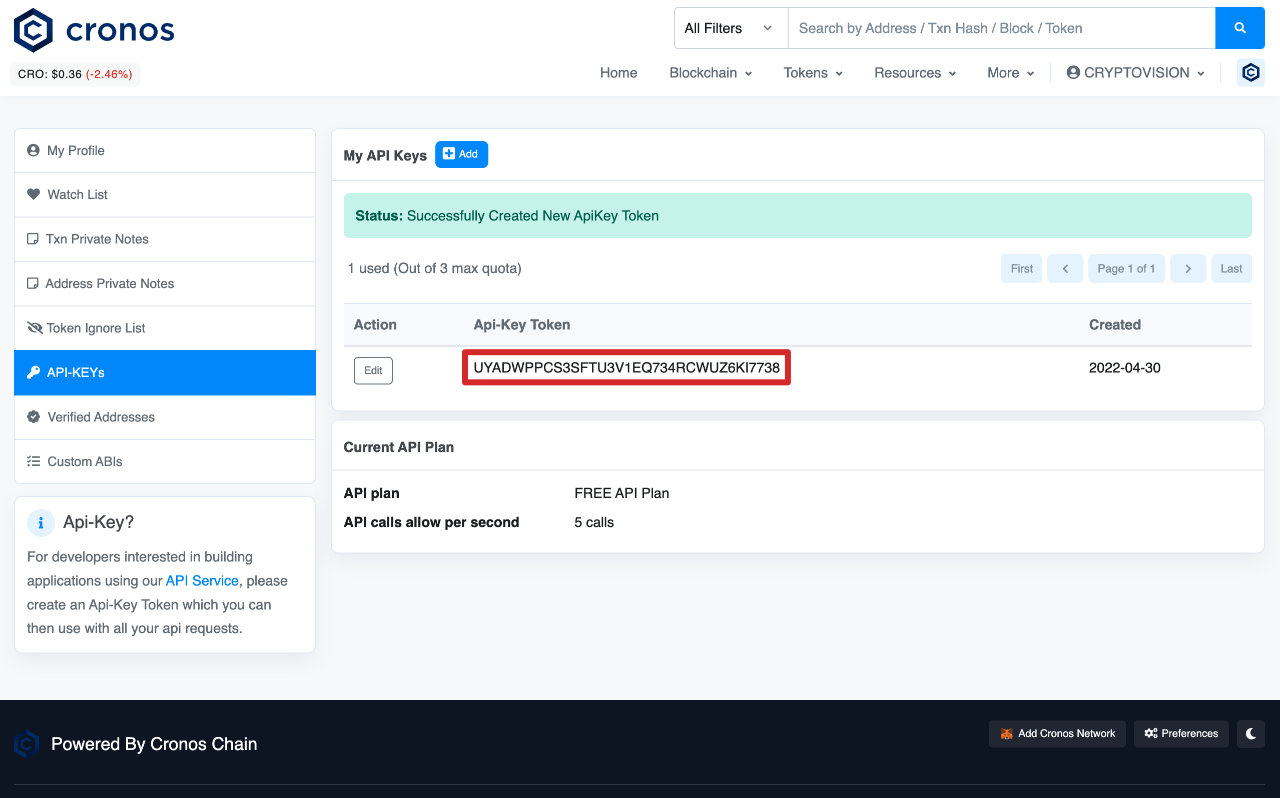 cronos
All Filters
Search by Address / Txn Hash / Block / Token
CRO: $0.36 (-2.46%)
Home
Blockchain
Tokens
Resources
More
CRYPTOVISION
My Profile
Watch List
Txn Private Notes
Address Private Notes
Token Ignore List
API-KEYs
Verified Addresses
Custom ABIs
Api-Key?
For developers interested in building
applications using our API Service, please
create an Api-Key Token which you can
then use with all your api requests.
My API Keys
Add
Status: Successfully Created New ApiKey Token
1 used (Out of 3 max quota)
First
Page 1 of 1
Last
Action Api-Key Token Created
Edit UYADWPPCS3SFTU3V1EQ734RCWUZ6KI7738 2022-04-30
Current API Plan
API plan FREE API Plan
API calls allow per second 5 calls
Powered By Cronos Chain
Add Cronos Network
Preferences